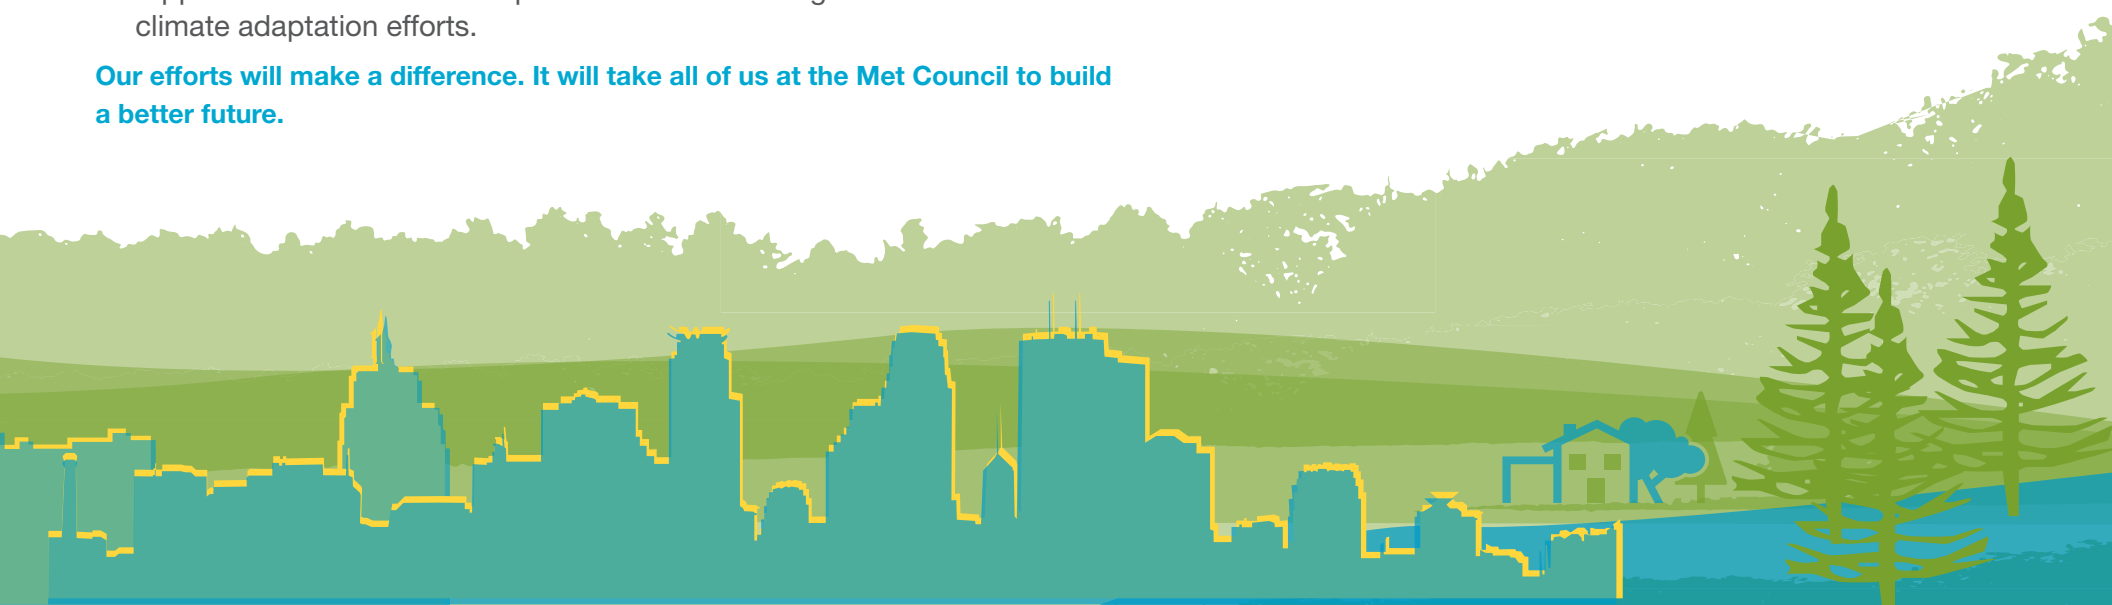 climate adaptation efforts.
Our efforts will make a difference. It will take all of us at the Met Council to build
a better future.